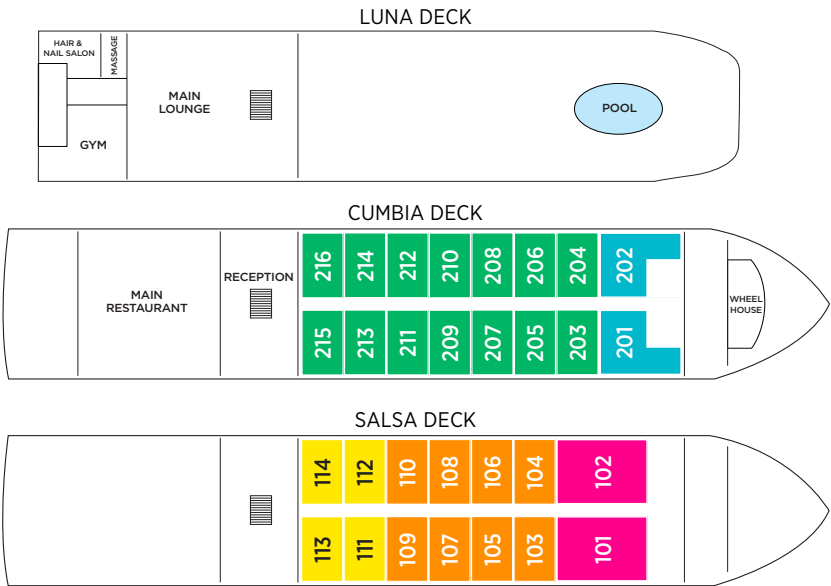 LUNA DECK
HAIR &
NAIL SALON
MASSAGE
MAIN
LOUNGE
POOL
GYM
CUMBIA DECK
216 214 212 210 208 206 204 202
RECEPTION
MAIN
RESTAURANT
WHEEL
HOUSE
215 213 211 209 207 205 203 201
SALSA DECK
114 112 110 108 106 104 102
113 111 109 107 105 103 101